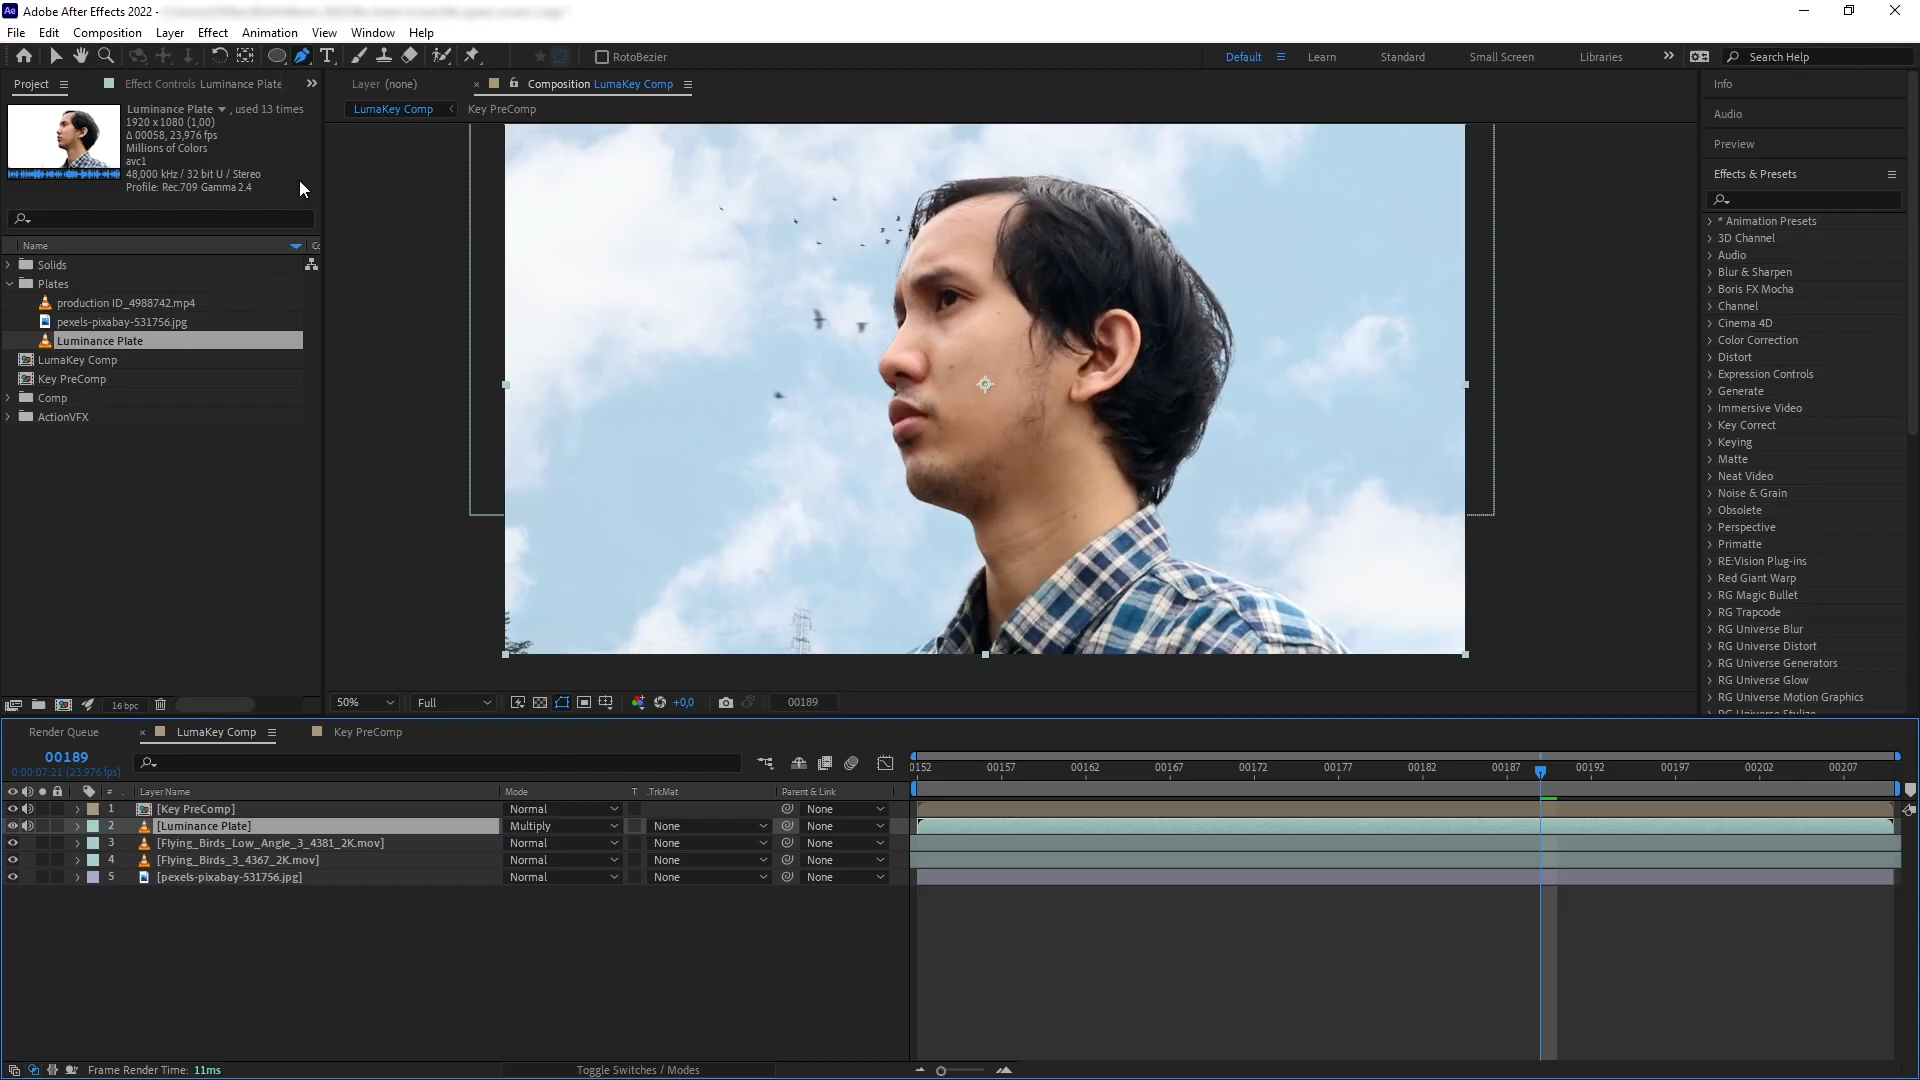 Adobe After Effects 2022 -
File Edit Composition Layer Effect Animation View Window Help
RotoBezier
Default Learn Standard Small Screen Libraries
Search Help
Project
Effect Controls Luminance Plate
Luminance Plate , used 13 times
1920 x 1080 (1,00)
Δ 00058, 23,976 fps
Millions of Colors
avc1
48,000 kHz / 32 bit U / Stereo
Profile: Rec.709 Gamma 2.4
Name
Solids
Plates
production ID_4988742.mp4
pexels-pixabay-531756.jpg
Luminance Plate
LumaKey Comp
Key PreComp
Comp
ActionVFX
16 bpc
Layer (none)
Composition LumaKey Comp
LumaKey Comp Key PreComp
50% Full +0,0 00189
Info
Audio
Preview
Effects & Presets
* Animation Presets
3D Channel
Audio
Blur & Sharpen
Boris FX Mocha
Channel
Cinema 4D
Color Correction
Distort
Expression Controls
Generate
Immersive Video
Key Correct
Keying
Matte
Neat Video
Noise & Grain
Obsolete
Perspective
Primatte
RE:Vision Plug-ins
Red Giant Warp
RG Magic Bullet
RG Trapcode
RG Universe Blur
RG Universe Distort
RG Universe Generators
RG Universe Glow
RG Universe Motion Graphics
RG Universe Stylize
Render Queue LumaKey Comp Key PreComp
00189
0:00:07:21 (23.976 fps)
0152 00157 00162 00167 00172 00177 00182 00187 00192 00197 00202 00207
# Layer Name Mode T .TrkMat Parent & Link
1 [Key PreComp] Normal None
2 [Luminance Plate] Multiply None None
3 [Flying_Birds_Low_Angle_3_4381_2K.mov] Normal None None
4 [Flying_Birds_3_4367_2K.mov] Normal None None
5 [pexels-pixabay-531756.jpg] Normal None None
Frame Render Time: 11ms
Toggle Switches / Modes